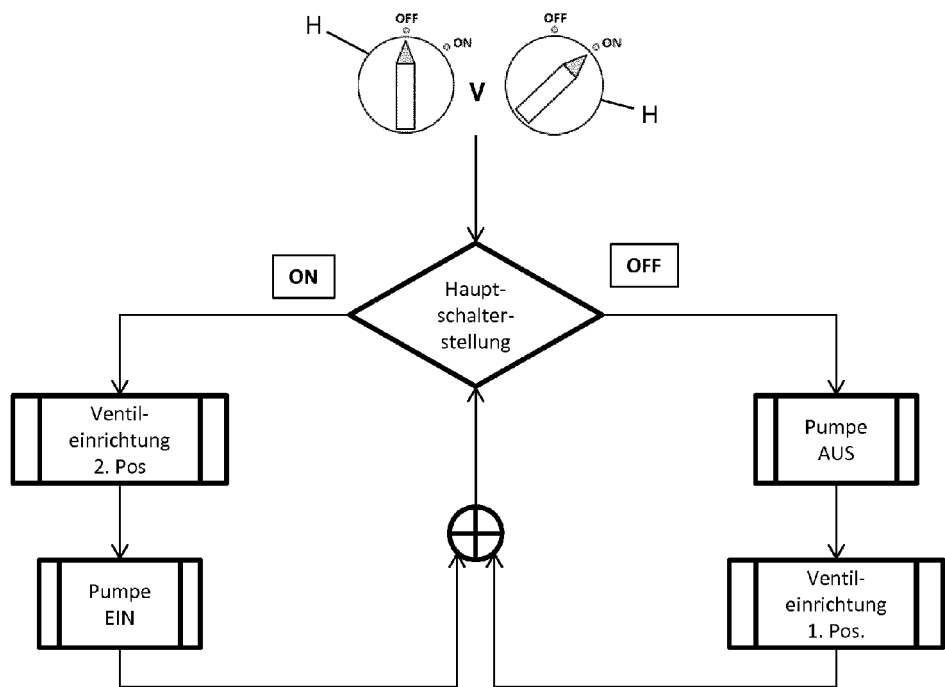 OFF
ON
H
V
OFF
ON
H
ON
OFF
Haupt-
schalter-
stellung
Ventil-
einrichtung
2. Pos
Pumpe
AUS
Pumpe
EIN
Ventil-
einrichtung
1. Pos.